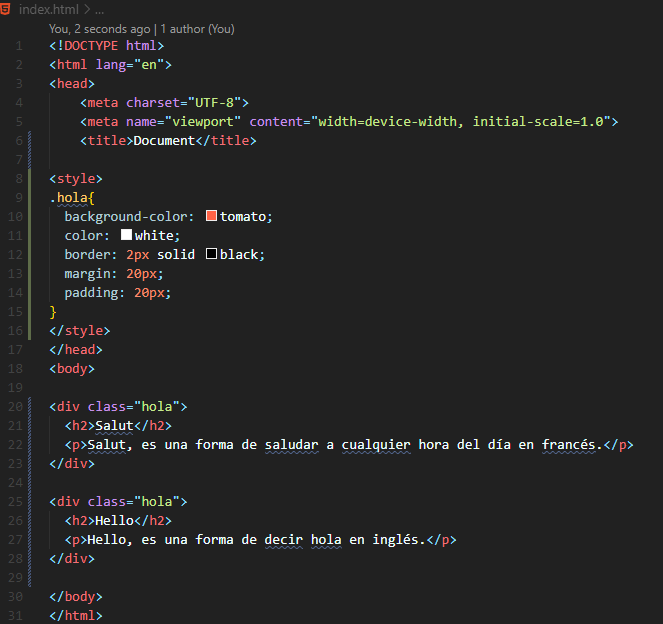 index.html > ...
You, 2 seconds ago | 1 author (You)
1 <!DOCTYPE html>
2 <html lang="en">
3 <head>
4     <meta charset="UTF-8">
5     <meta name="viewport" content="width=device-width, initial-scale=1.0">
6     <title>Document</title>
7
8 <style>
9 .hola{
10   background-color: tomato;
11   color: white;
12   border: 2px solid black;
13   margin: 20px;
14   padding: 20px;
15 }
16 </style>
17 </head>
18 <body>
19
20 <div class="hola">
21   <h2>Salut</h2>
22   <p>Salut, es una forma de saludar a cualquier hora del día en francés.</p>
23 </div>
24
25 <div class="hola">
26   <h2>Hello</h2>
27   <p>Hello, es una forma de decir hola en inglés.</p>
28 </div>
29
30 </body>
31 </html>